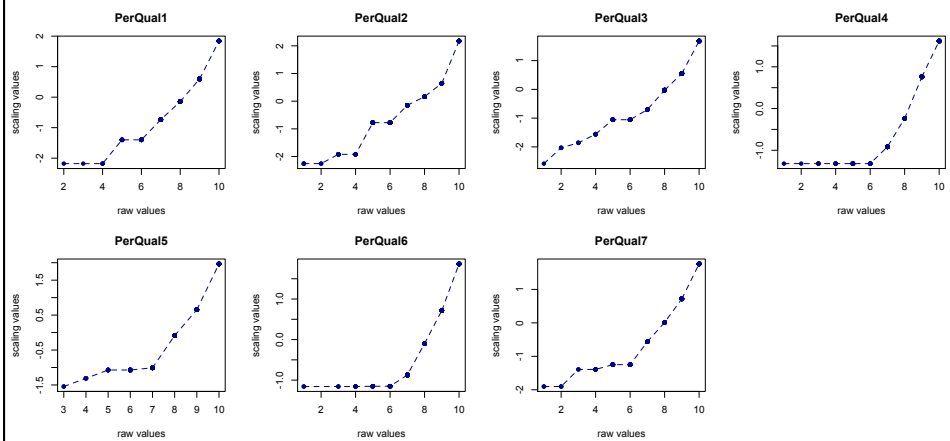 PerQual1
scaling values
2
0
-1
-2
2 4 6 8 10
raw values
PerQual2
scaling values
2
1
0
-2
2 4 6 8 10
raw values
PerQual3
scaling values
1
0
-1
-2
2 4 6 8 10
raw values
PerQual4
scaling values
1.0
0.0
-1.0
2 4 6 8 10
raw values
PerQual5
scaling values
1.5
0.5
-0.5
-1.5
3 4 5 6 7 8 9 10
raw values
PerQual6
scaling values
1.0
0.0
-1.0
2 4 6 8 10
raw values
PerQual7
scaling values
1
0
-1
-2
2 4 6 8 10
raw values